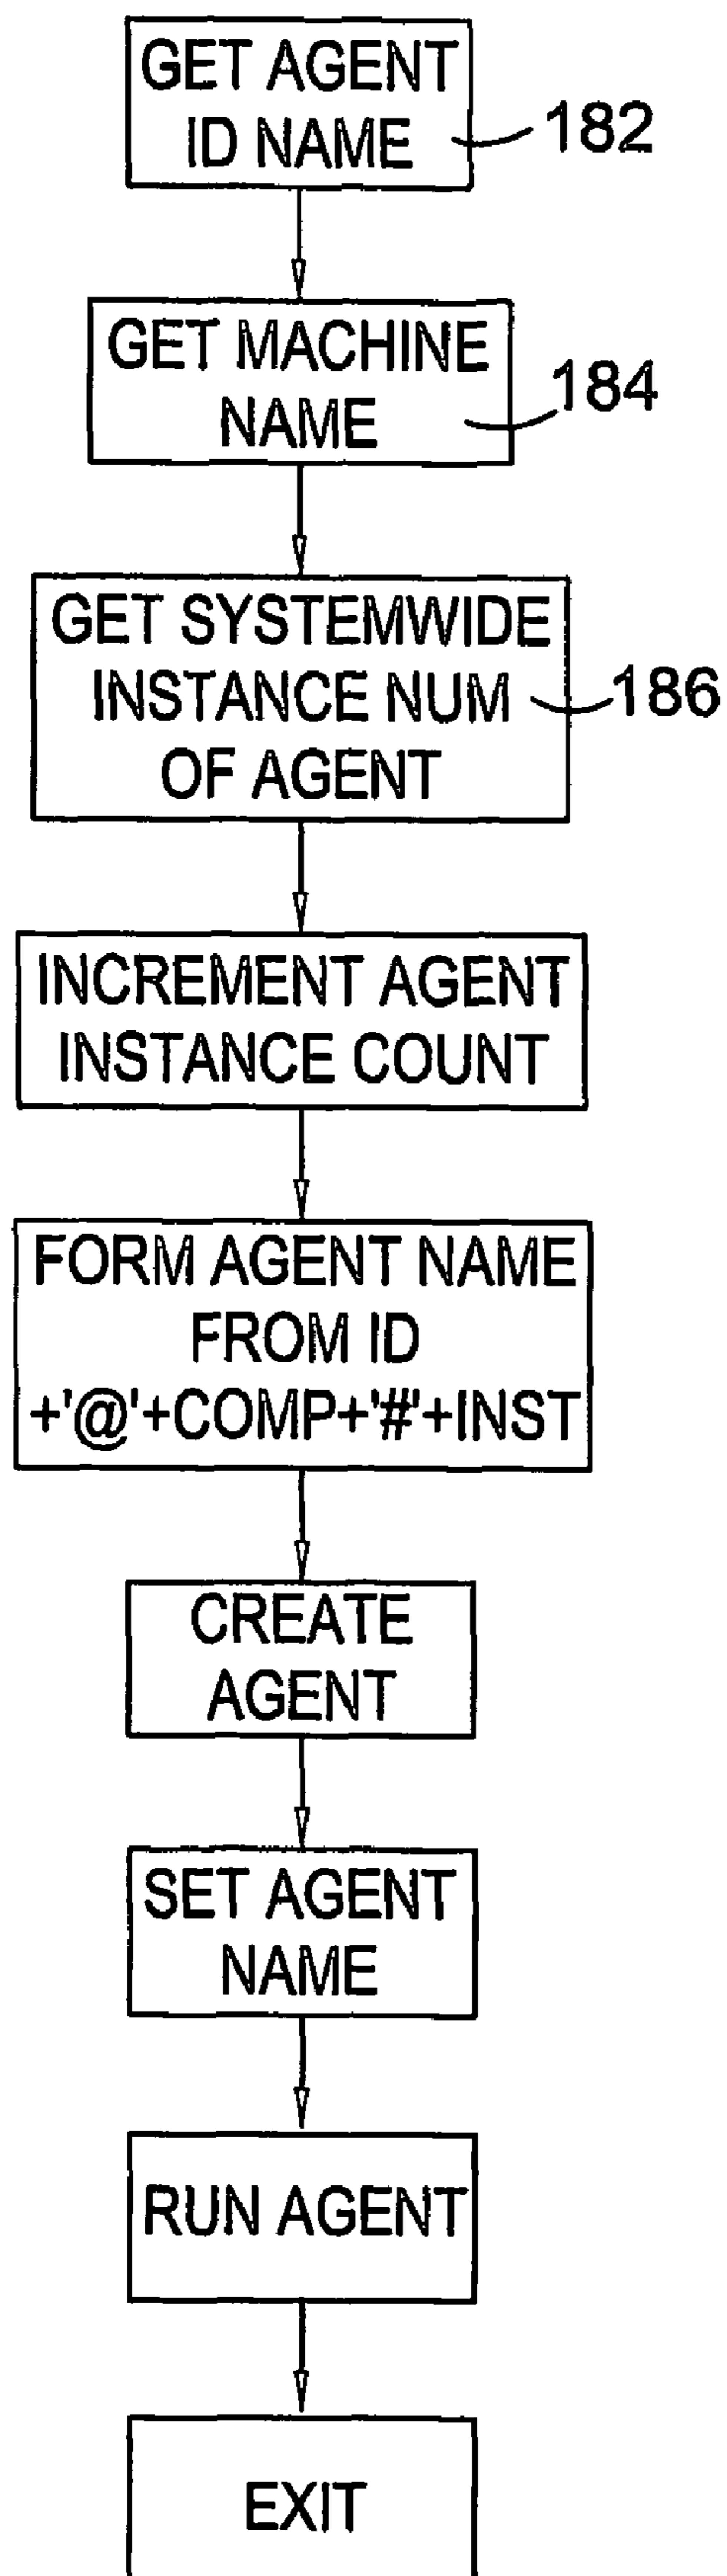 GET AGENT
ID NAME
182
GET MACHINE
NAME
184
GET SYSTEMWIDE
INSTANCE NUM
OF AGENT
186
INCREMENT AGENT
INSTANCE COUNT
FORM AGENT NAME
FROM ID
+'@'+COMP+'#'+INST
CREATE
AGENT
SET AGENT
NAME
RUN AGENT
EXIT